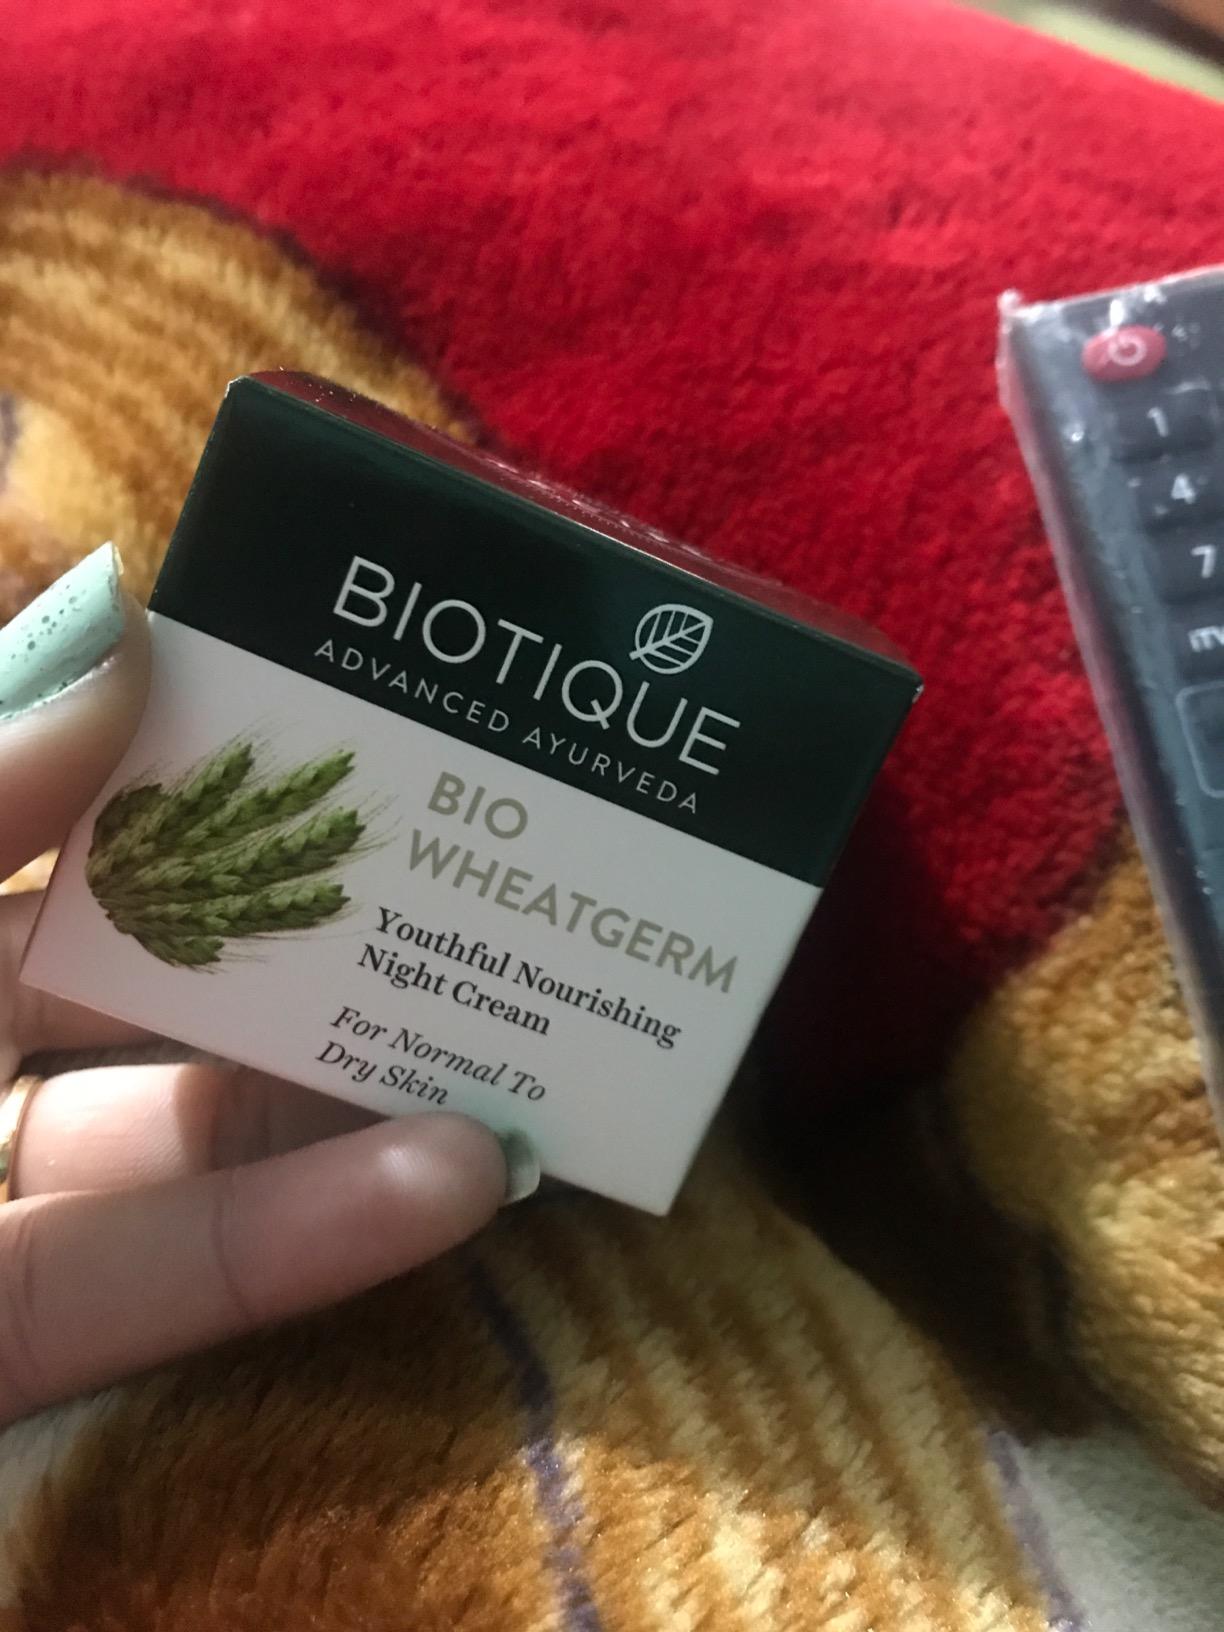 BIOTIQUE
ADVANCED AYURVEDA
BIO
WHEATGERM
Youthful Nourishing
Night Cream
For Normal To
Dry Skin
1
4
7